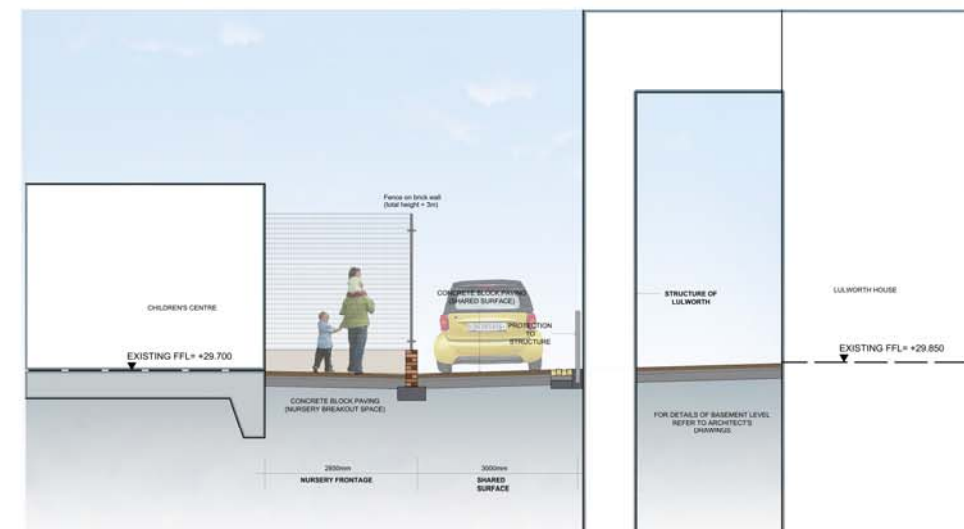 Fence on brick wall
(total height = 3m)
CONCRETE BLOCK PAVING
(SHARED SURFACE)
STRUCTURE OF
LULWORTH
LULWORTH HOUSE
CHILDREN'S CENTRE
PROTECTION
TO
STRUCTURE
EXISTING FFL= +29.700
EXISTING FFL= +29.850
CONCRETE BLOCK PAVING
(NURSERY BREAKOUT SPACE)
FOR DETAILS OF BASEMENT LEVEL
REFER TO ARCHITECT'S
DRAWINGS
3000mm
NURSERY FRONTAGE
SHARED
SURFACE